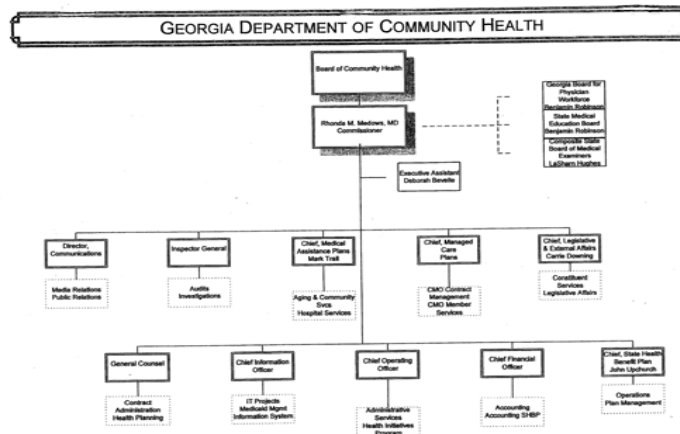 GEORGIA DEPARTMENT OF COMMUNITY HEALTH
Board of Community Health
Rhonda M. Medows, MD
Commissioner
Georgia Board for
Physician
Workforce
Benjamin Robinson
State Medical
Education Board
Benjamin Robinson
Composite State
Board of Medical
Examiners
LaSharn Hughes
Executive Assistant
Deborah Bevelle
Director,
Communications
Media Relations
Public Relations
Inspector General
Audits
Investigations
Chief, Medical
Assistance Plans
Mark Trail
Aging & Community
Svcs
Hospital Services
Chief, Managed
Care
Plans
CMO Contract
Management
CMO Member
Services
Chief, Legislative
& External Affairs
Carrie Downing
Constituent
Services
Legislative Affairs
General Counsel
Contract
Administration
Health Planning
Chief Information
Officer
IT Projects
Medicaid Mgmt
Information System
Chief Operating
Officer
Administrative
Services
Health Initiatives
Program
Chief Financial
Officer
Accounting
Accounting SHBP
Chief, State Health
Benefit Plan
John Upchurch
Operations
Plan Management